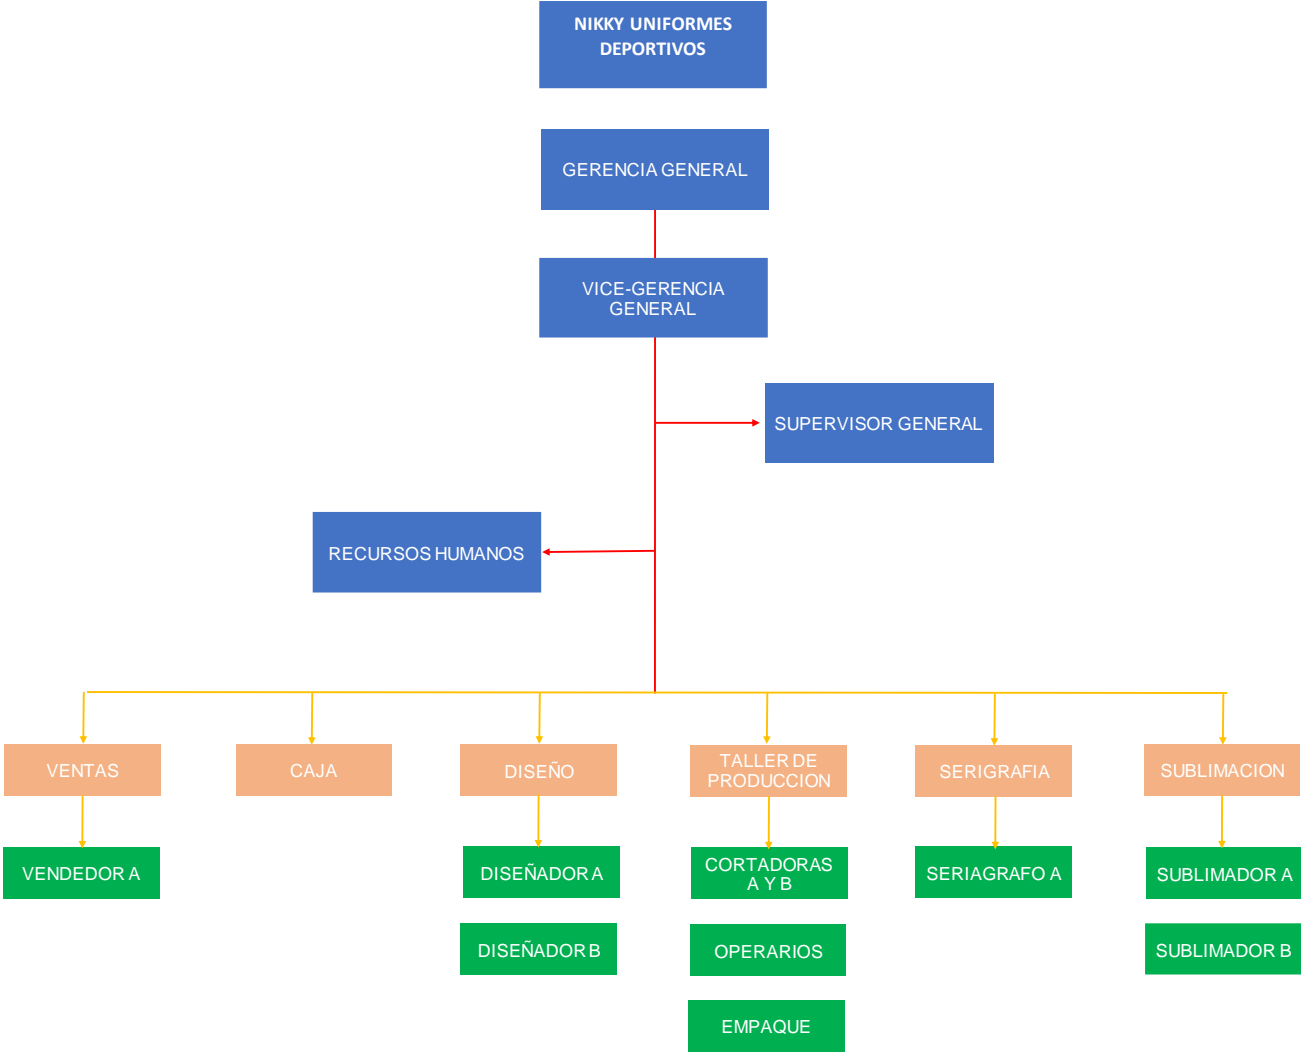 NIKKY UNIFORMES
DEPORTIVOS
GERENCIA GENERAL
VICE-GERENCIA
GENERAL
SUPERVISOR GENERAL
RECURSOS HUMANOS
VENTAS
CAJA
DISEÑO
TALLER DE
PRODUCCION
SERIGRAFIA
SUBLIMACION
VENDEDOR A
DISEÑADOR A
CORTADORAS
A Y B
SERIAGRAFO A
SUBLIMADOR A
DISEÑADOR B
OPERARIOS
SUBLIMADOR B
EMPAQUE